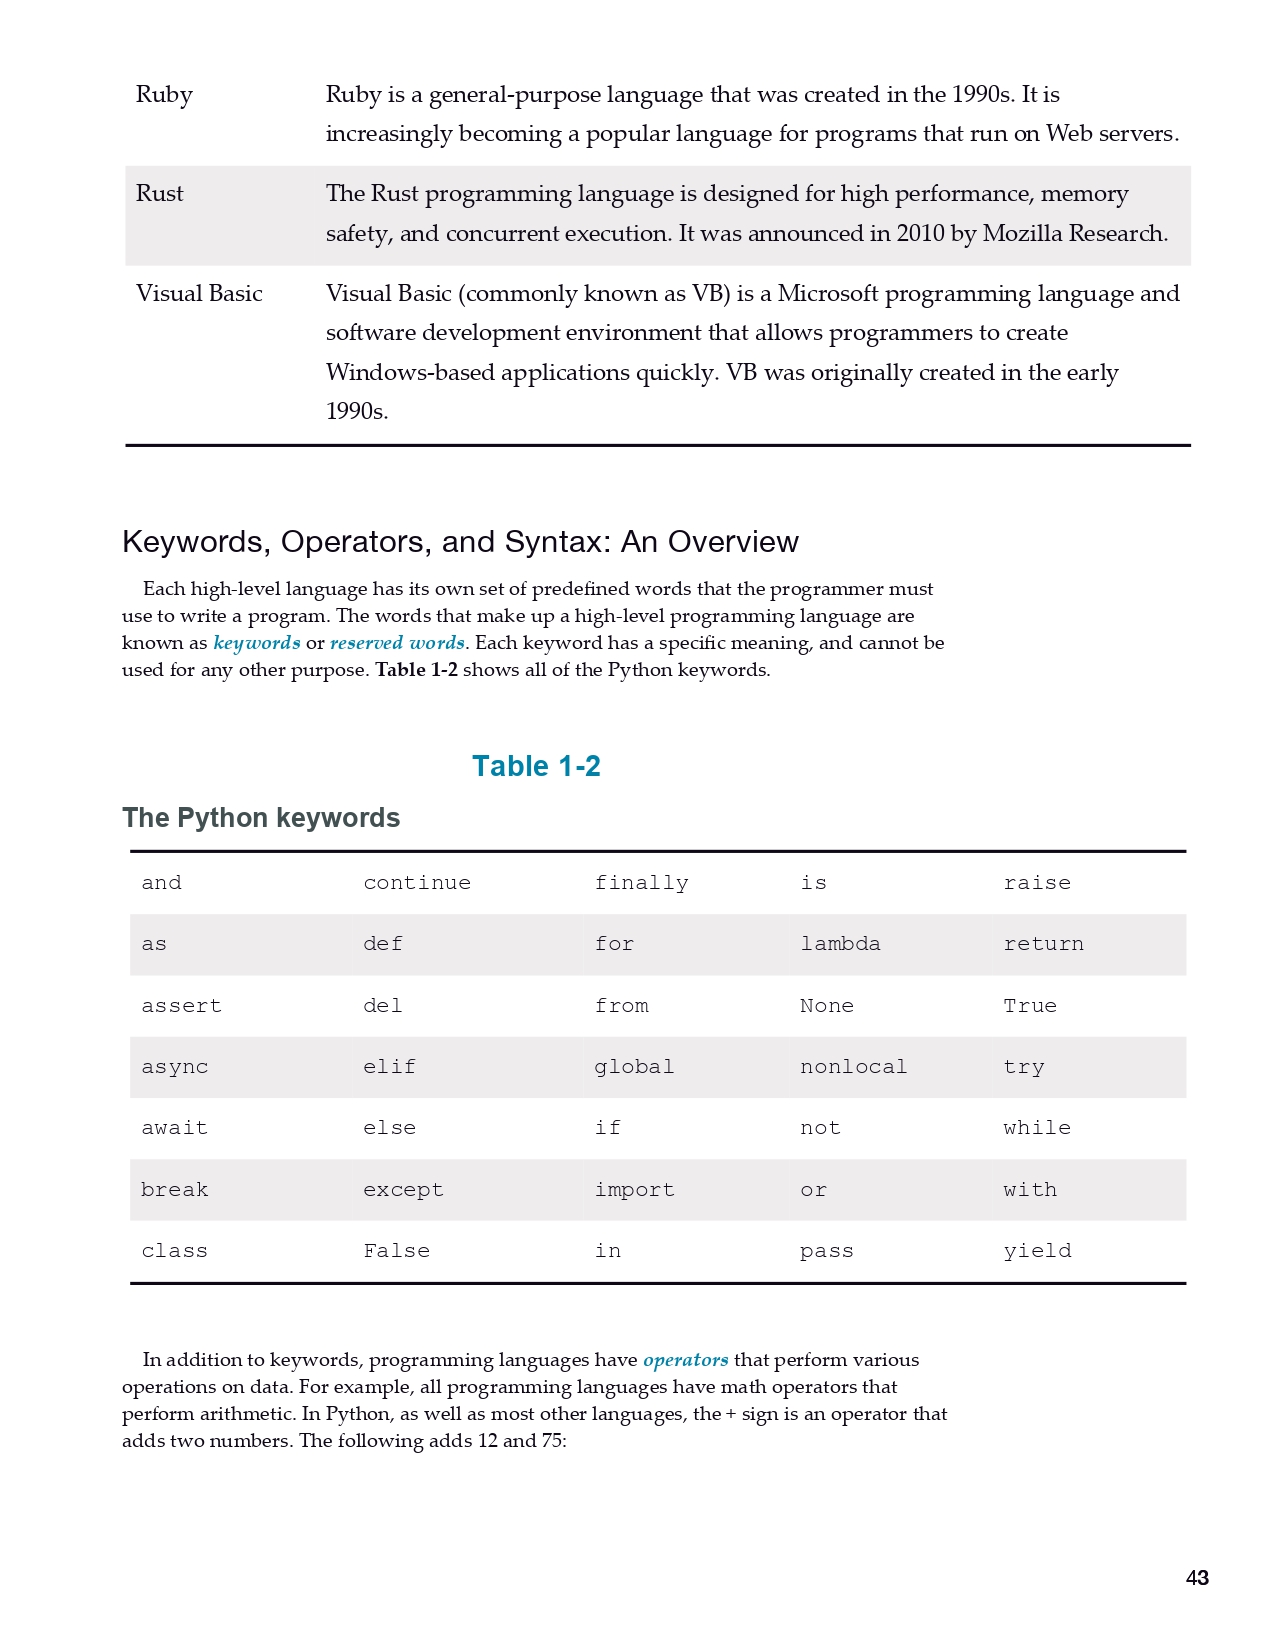 Ruby Ruby is a general-purpose language that was created in the 1990s. It is
increasingly becoming a popular language for programs that run on Web servers.
Rust The Rust programming language is designed for high performance, memory
safety, and concurrent execution. It was announced in 2010 by Mozilla Research.
Visual Basic Visual Basic (commonly known as VB) is a Microsoft programming language and
software development environment that allows programmers to create
Windows-based applications quickly. VB was originally created in the early
1990s.
Keywords, Operators, and Syntax: An Overview
Each high-level language has its own set of predefined words that the programmer must
use to write a program. The words that make up a high-level programming language are
known as keywords or reserved words. Each keyword has a specific meaning, and cannot be
used for any other purpose. Table 1-2 shows all of the Python keywords.
Table 1-2
The Python keywords
and continue finally is raise
as def for lambda return
assert del from None True
async elif global nonlocal try
await else if not while
break except import or with
class False in pass yield
In addition to keywords, programming languages have operators that perform various
operations on data. For example, all programming languages have math operators that
perform arithmetic. In Python, as well as most other languages, the + sign is an operator that
adds two numbers. The following adds 12 and 75:
43